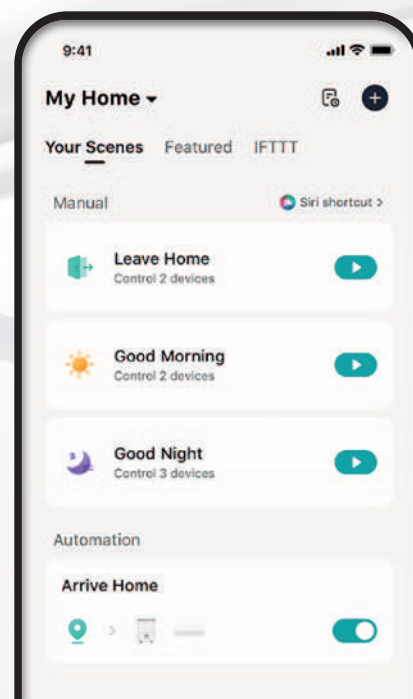 9:41
My Home
Your Scenes Featured IFTTT
Manual Siri shortcut >
Leave Home
Control 2 devices
Good Morning
Control 2 devices
Good Night
Control 3 devices
Automation
Arrive Home